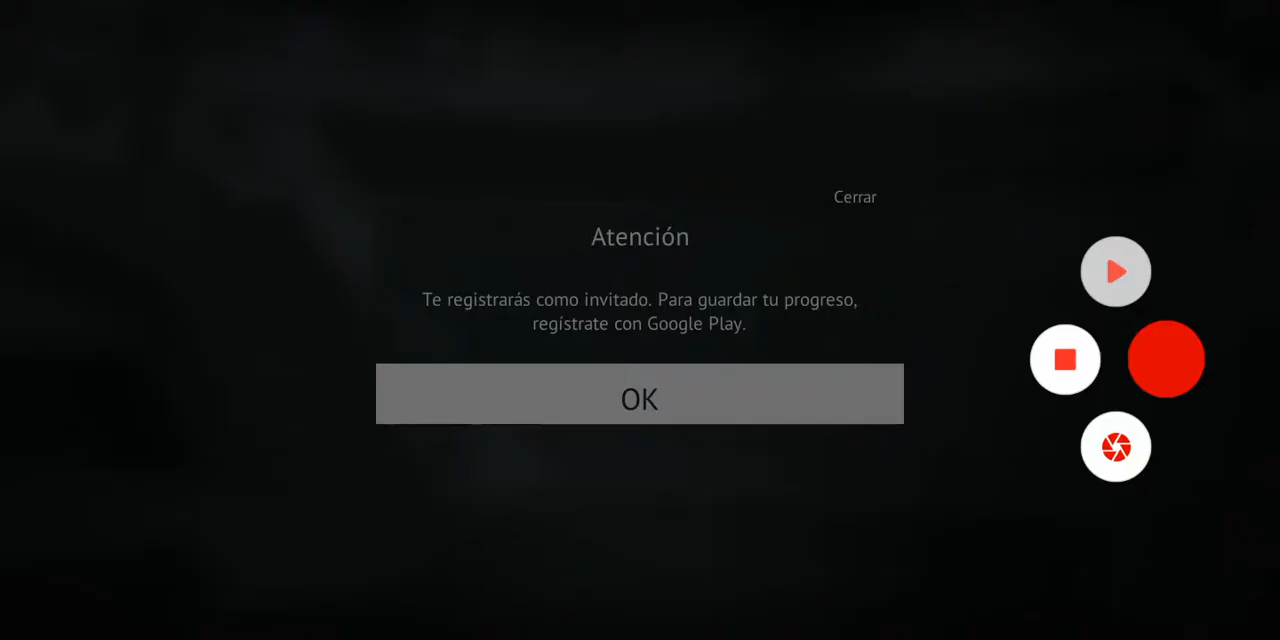 Cerrar
Atención
Te registrarás como invitado. Para guardar tu progreso,
regístrate con Google Play.
OK